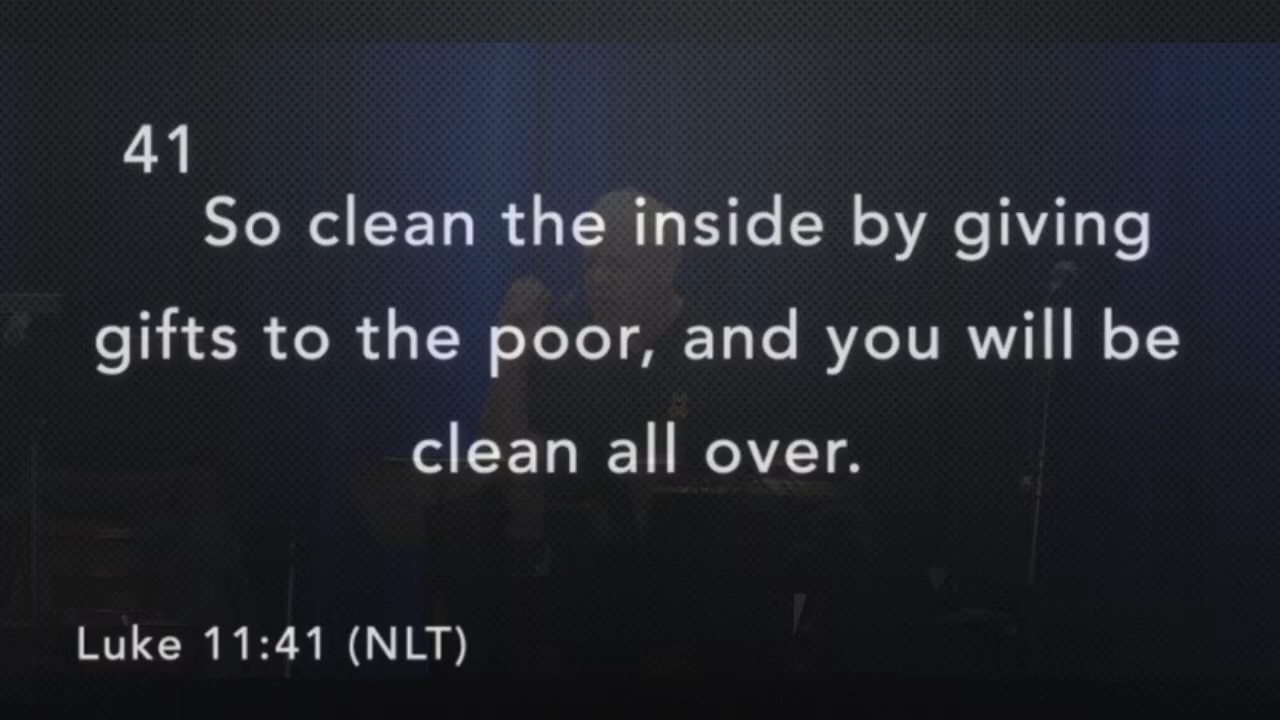 41
So clean the inside by giving
gifts to the poor, and you will be
clean all over.
Luke 11:41 (NLT)